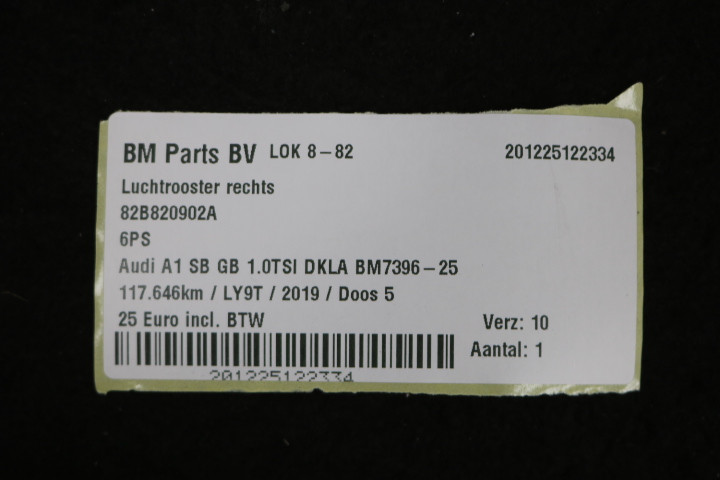 BM Parts BV LOK 8-82 201225122334
Luchtrooster rechts
82B820902A
6PS
Audi A1 SB GB 1.0TSI DKLA BM7396-25
117.646km / LY9T / 2019 / Doos 5
25 Euro incl. BTW Verz: 10
Aantal: 1
201225122334